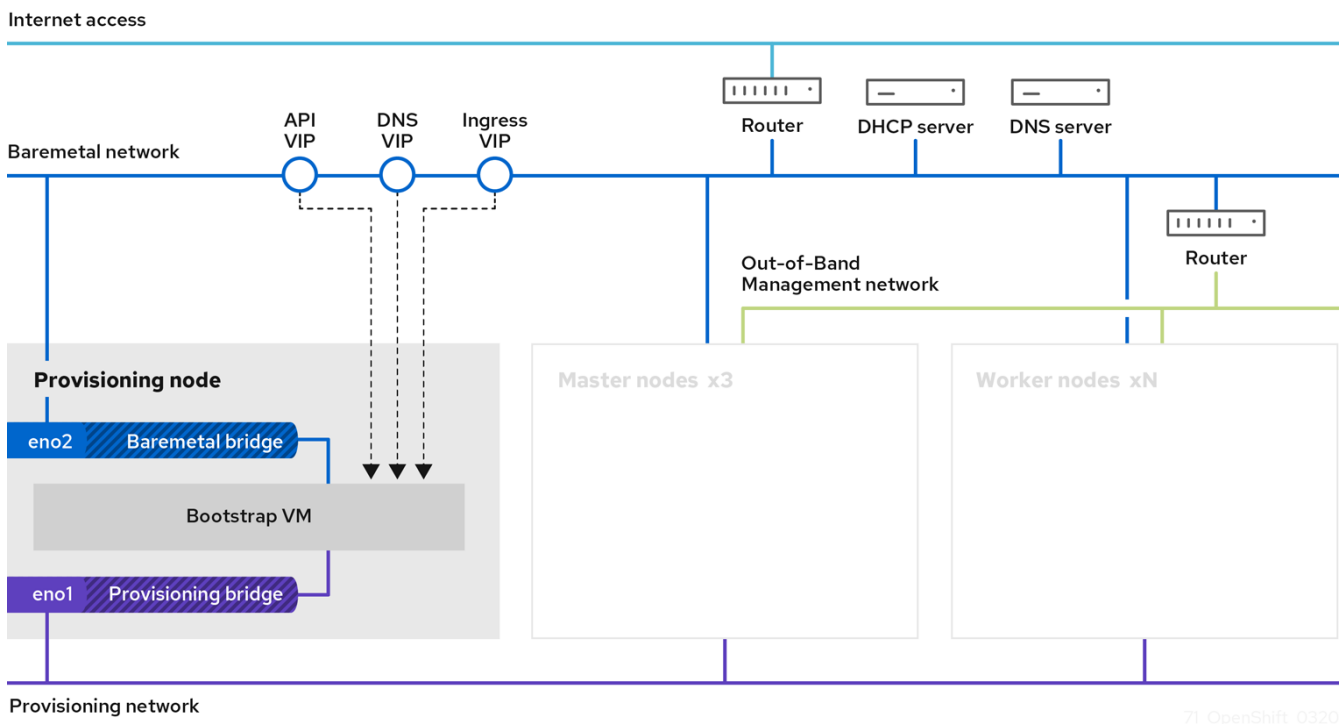 Internet access
API
VIP
DNS
VIP
Ingress
VIP
Router
DHCP server
DNS server
Baremetal network
Router
Out-of-Band
Management network
Provisioning node
Master nodes x3
Worker nodes xN
eno2
Baremetal bridge
Bootstrap VM
eno1
Provisioning bridge
Provisioning network
71_OpenShift_0320